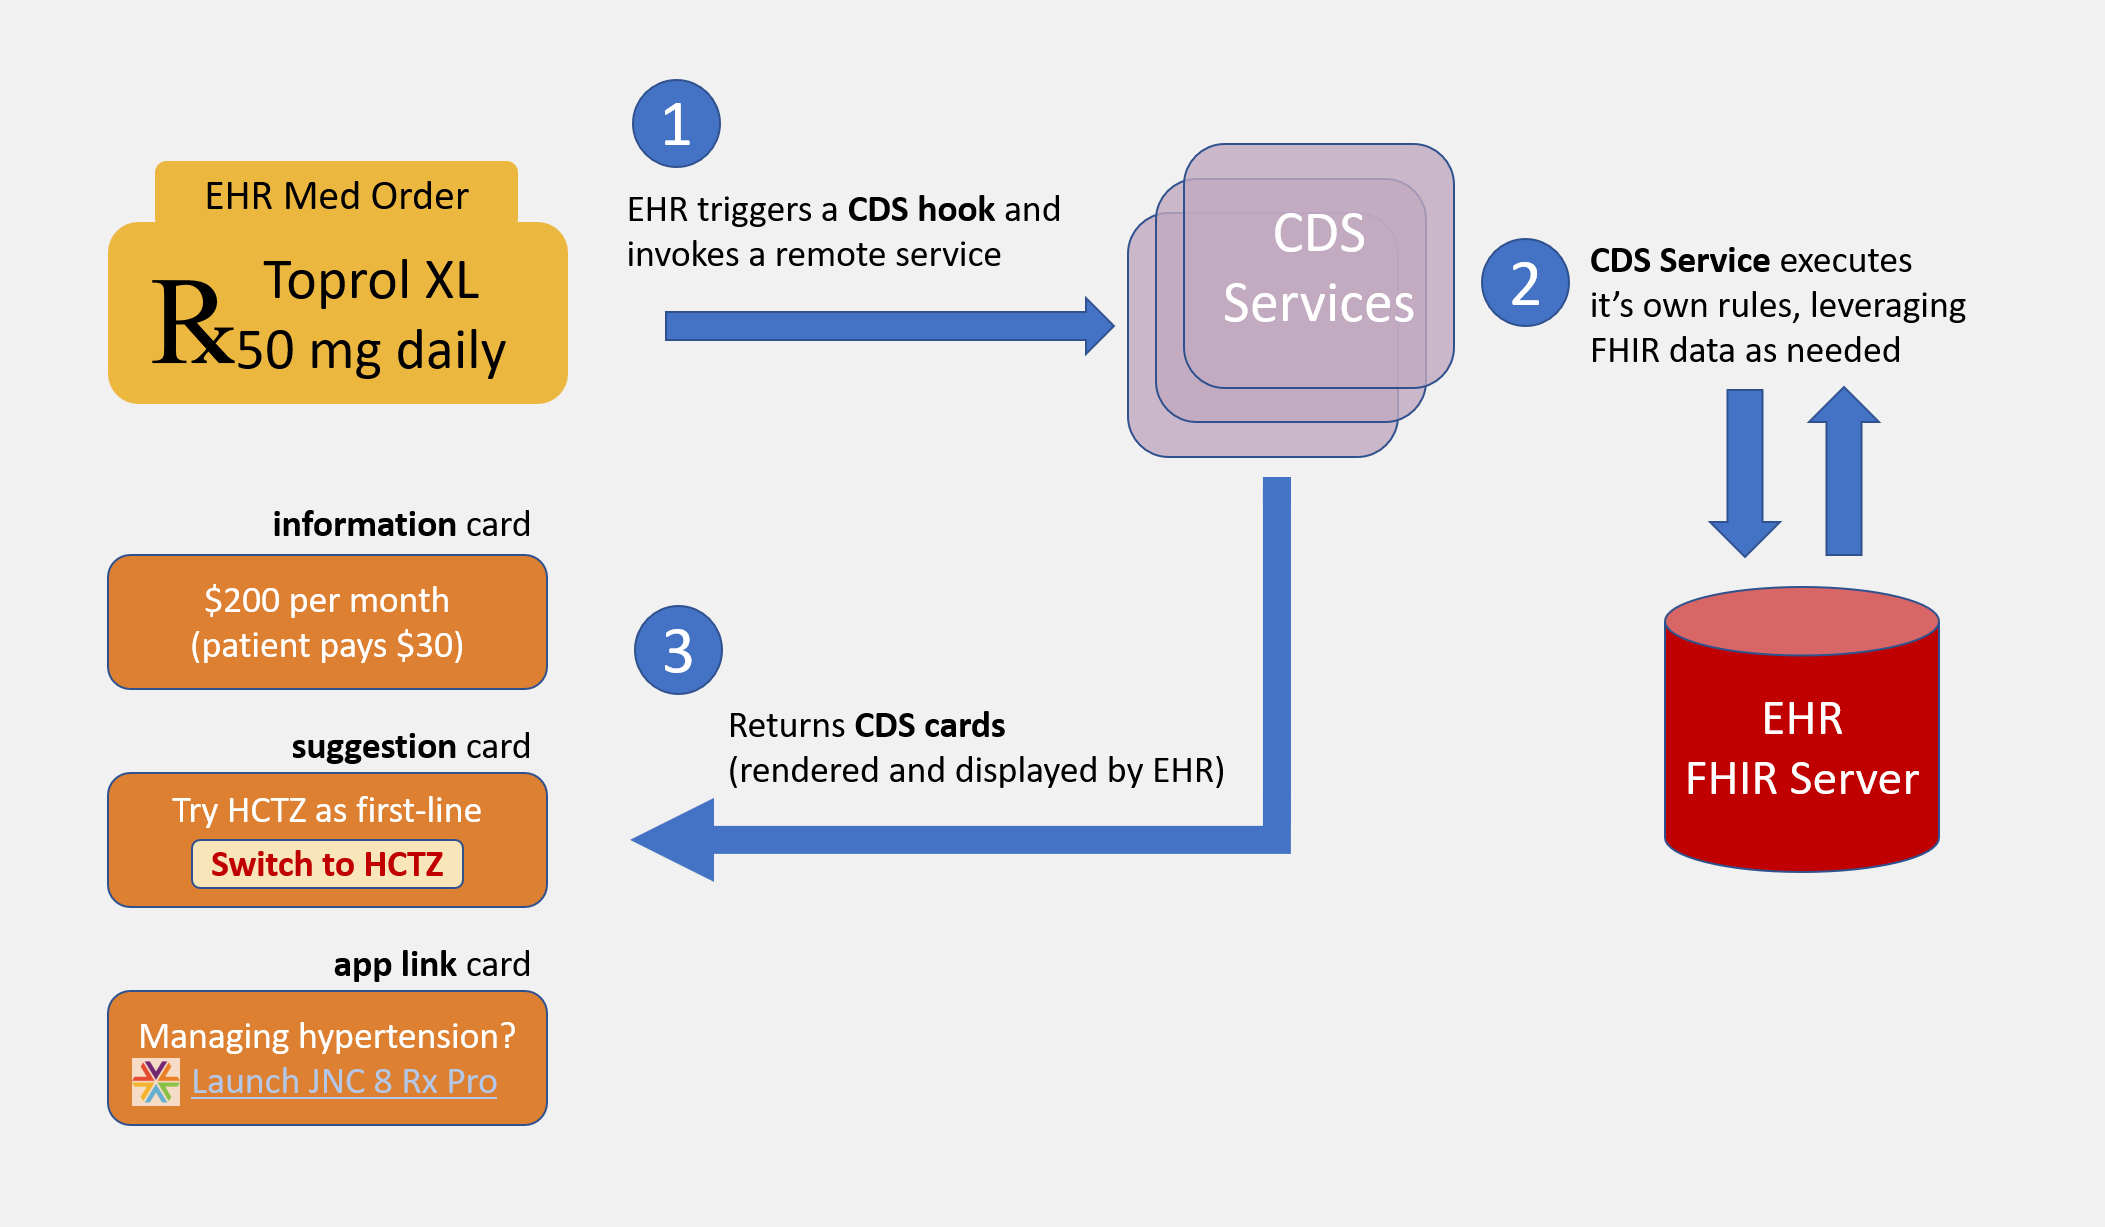 EHR Med Order
Rx
Toprol XL
50 mg daily
1
EHR triggers a CDS hook and
invokes a remote service
CDS
Services
2
CDS Service executes
it’s own rules, leveraging
FHIR data as needed
EHR
FHIR Server
3
Returns CDS cards
(rendered and displayed by EHR)
information card
$200 per month
(patient pays $30)
suggestion card
Try HCTZ as first-line
Switch to HCTZ
app link card
Managing hypertension?
Launch JNC 8 Rx Pro